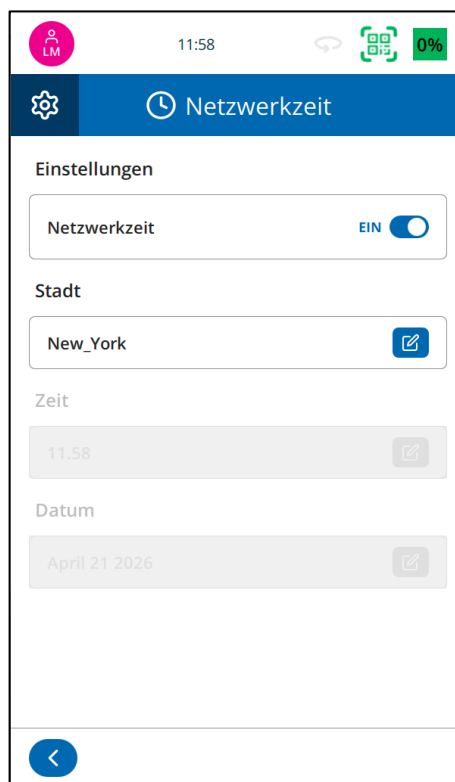 LM
11:58
0%
Netzwerkzeit
Einstellungen
Netzwerkzeit EIN
Stadt
New_York
Zeit
11.58
Datum
April 21 2026